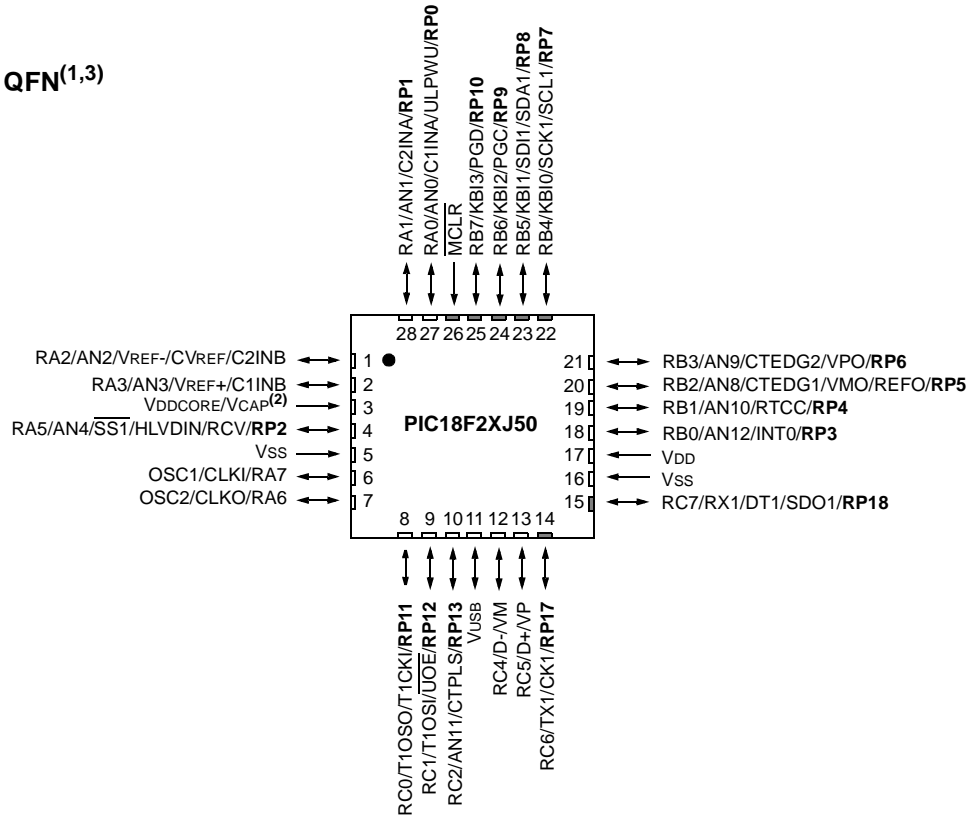 QFN(1,3)
RA1/AN1/C2INA/RP1
RA0/AN0/C1INA/ULPWU/RP0
MCLR
RB7/KBI3/PGD/RP10
RB6/KBI2/PGC/RP9
RB5/KBI1/SDI1/SDA1/RP8
RB4/KBI0/SCK1/SCL1/RP7
28 27 26 25 24 23 22
RA2/AN2/VREF-/CVREF/C2INB 1
RA3/AN3/VREF+/C1INB 2
VDDCORE/VCAP(2) 3
RA5/AN4/SS1/HLVDIN/RCV/RP2 4
VSS 5
OSC1/CLKI/RA7 6
OSC2/CLKO/RA6 7
PIC18F2XJ50
21 RB3/AN9/CTEDG2/VPO/RP6
20 RB2/AN8/CTEDG1/VMO/REFO/RP5
19 RB1/AN10/RTCC/RP4
18 RB0/AN12/INT0/RP3
17 VDD
16 VSS
15 RC7/RX1/DT1/SDO1/RP18
8 9 10 11 12 13 14
RC0/T1OSO/T1CKI/RP11
RC1/T1OSI/UOE/RP12
RC2/AN11/CTPLS/RP13
VUSB
RC4/D-/VM
RC5/D+/VP
RC6/TX1/CK1/RP17